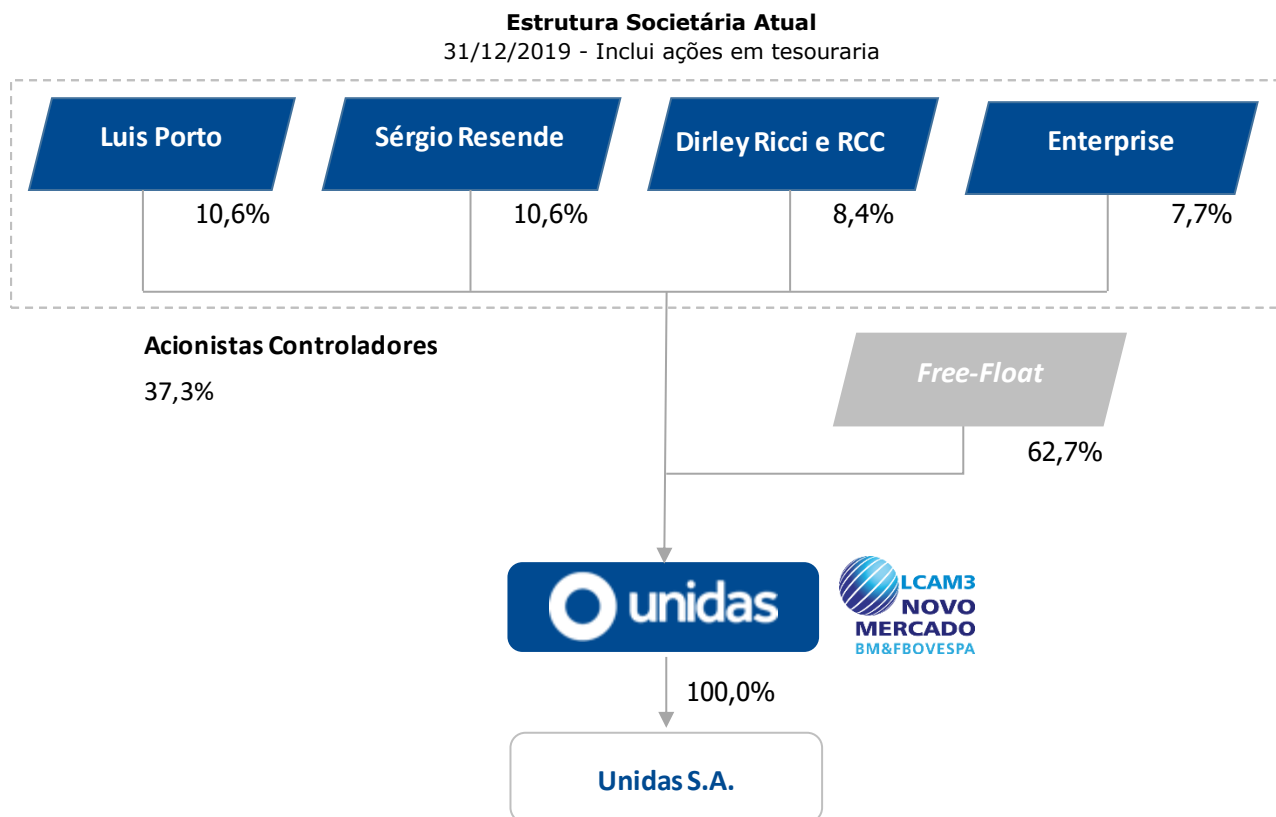 Estrutura Societária Atual
31/12/2019 - Inclui ações em tesouraria
Luis Porto
Sérgio Resende
Dirley Ricci e RCC
Enterprise
10,6%
10,6%
8,4%
7,7%
Acionistas Controladores
37,3%
Free-Float
62,7%
unidas
LCAM3
NOVO
MERCADO
BM&FBOVESPA
100,0%
Unidas S.A.